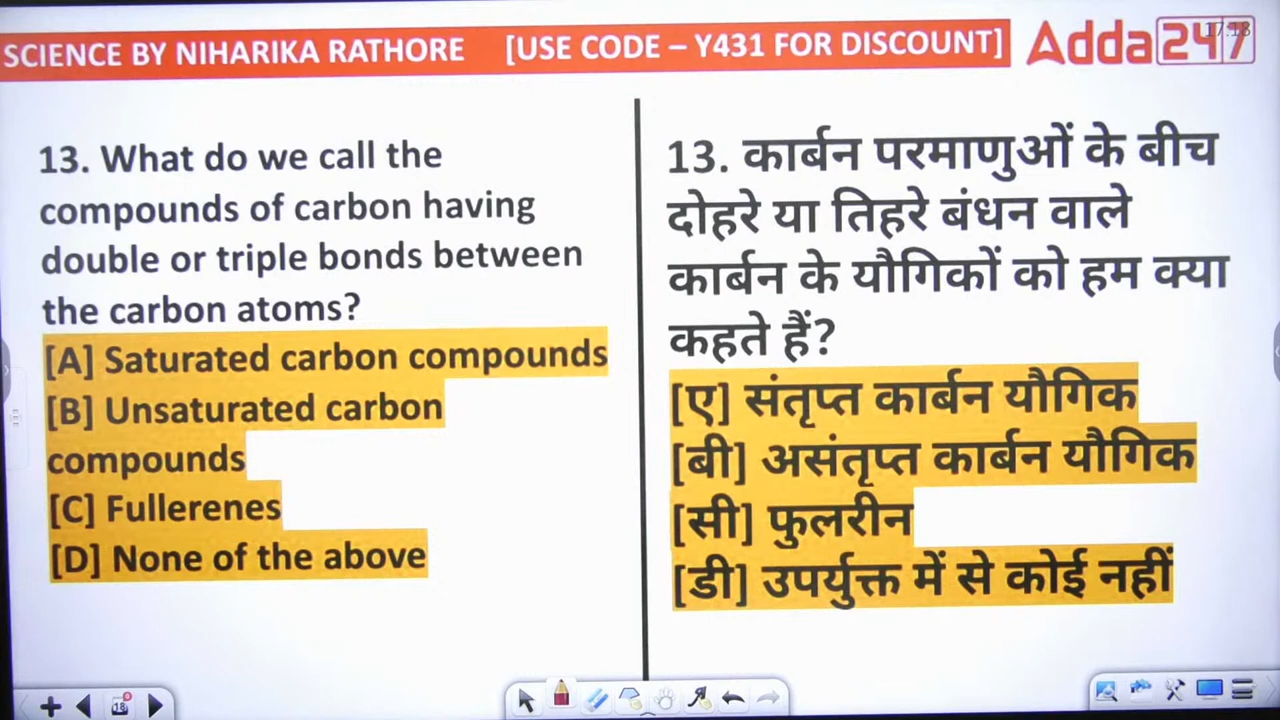 SCIENCE BY NIHARIKA RATHORE [USE CODE – Y431 FOR DISCOUNT]
Adda247
17:18
13. What do we call the
compounds of carbon having
double or triple bonds between
the carbon atoms?
[A] Saturated carbon compounds
[B] Unsaturated carbon
compounds
[C] Fullerenes
[D] None of the above
13. कार्बन परमाणुओं के बीच
दोहरे या तिहरे बंधन वाले
कार्बन के यौगिकों को हम क्या
कहते हैं?
[ए] संतृप्त कार्बन यौगिक
[बी] असंतृप्त कार्बन यौगिक
[सी] फुलरीन
[डी] उपर्युक्त में से कोई नहीं
18